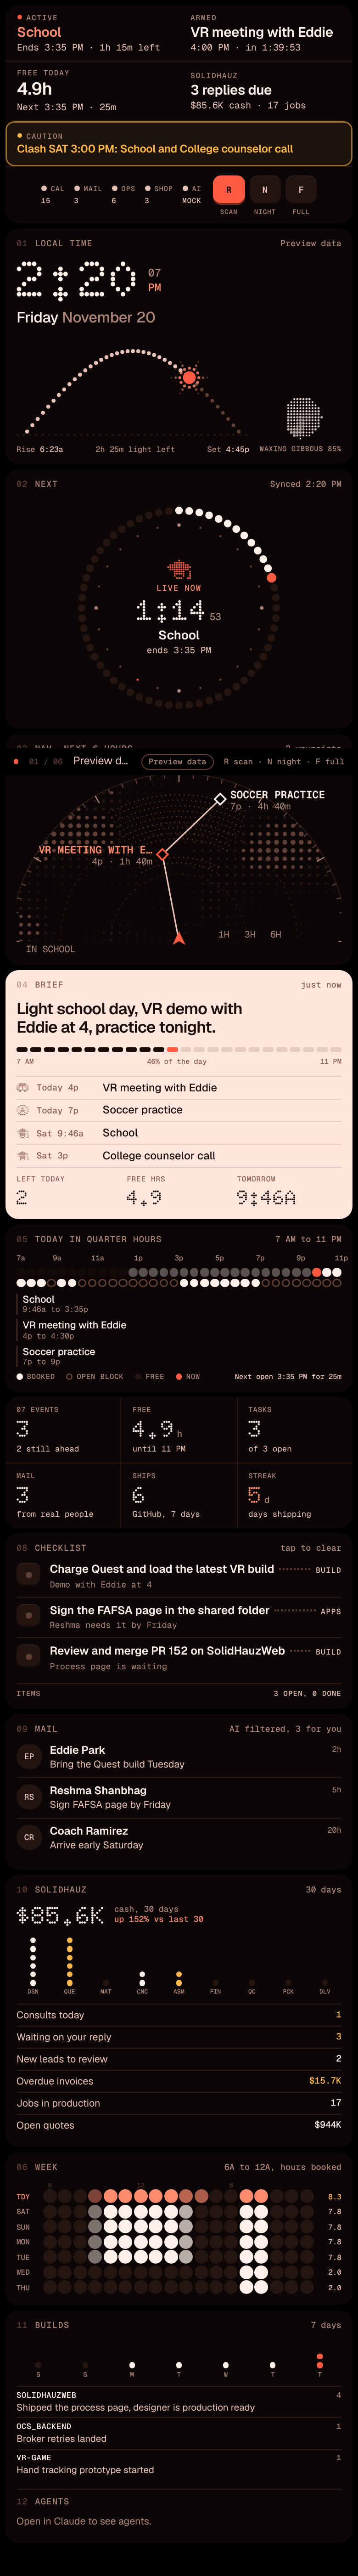 ACTIVE
School
Ends 3:35 PM · 1h 15m left
ARMED
VR meeting with Eddie
4:00 PM · in 1:39:53
FREE TODAY
4.9h
Next 3:35 PM · 25m
SOLIDHAUZ
3 replies due
$85.6K cash · 17 jobs
CAUTION
Clash SAT 3:00 PM: School and College counselor call
CAL
15
MAIL
3
OPS
6
SHOP
3
AI
MOCK
R
SCAN
N
NIGHT
F
FULL
01 LOCAL TIME
Preview data
2:20
07
PM
Friday November 20
Rise 6:23a
2h 25m light left
Set 4:45p
WAXING GIBBOUS 85%
02 NEXT
Synced 2:20 PM
LIVE NOW
1:14 53
School
ends 3:35 PM
01 / 06
Preview d…
Preview data
R scan · N night · F full
SOCCER PRACTICE
7p · 4h 40m
VR MEETING WITH E…
4p · 1h 40m
1H 3H 6H
IN SCHOOL
04 BRIEF
just now
Light school day, VR demo with
Eddie at 4, practice tonight.
7 AM
46% of the day
11 PM
Today 4p VR meeting with Eddie
Today 7p Soccer practice
Sat 9:46a School
Sat 3p College counselor call
LEFT TODAY
2
FREE HRS
4.9
TOMORROW
9:46A
05 TODAY IN QUARTER HOURS
7 AM to 11 PM
7a 9a 11a 1p 3p 5p 7p 9p 11p
School
9:46a to 3:35p
VR meeting with Eddie
4p to 4:30p
Soccer practice
7p to 9p
BOOKED OPEN BLOCK FREE NOW
Next open 3:35 PM for 25m
07 EVENTS
3
2 still ahead
FREE
4.9 h
until 11 PM
TASKS
3
of 3 open
MAIL
3
from real people
SHIPS
6
GitHub, 7 days
STREAK
5 d
days shipping
08 CHECKLIST
tap to clear
Charge Quest and load the latest VR build
BUILD
Demo with Eddie at 4
Sign the FAFSA page in the shared folder
APPS
Reshma needs it by Friday
Review and merge PR 152 on SolidHauzWeb
BUILD
Process page is waiting
ITEMS
3 OPEN, 0 DONE
09 MAIL
AI filtered, 3 for you
EP
Eddie Park
2h
Bring the Quest build Tuesday
RS
Reshma Shanbhag
5h
Sign FAFSA page by Friday
CR
Coach Ramirez
20h
Arrive early Saturday
10 SOLIDHAUZ
30 days
$85.6K
cash, 30 days
up 152% vs last 30
DSN QUE MAT CNC ASM FIN QC PCK DLV
Consults today 1
Waiting on your reply 3
New leads to review 2
Overdue invoices $15.7K
Jobs in production 17
Open quotes $944K
06 WEEK
6A to 12A, hours booked
6 12 6
TDY 8.3
SAT 7.8
SUN 7.8
MON 7.8
TUE 7.8
WED 2.0
THU 2.0
11 BUILDS
7 days
S S M T W T T
SOLIDHAUZWEB 4
Shipped the process page, designer is production ready
OCS_BACKEND 1
Broker retries landed
VR-GAME 1
Hand tracking prototype started
12 AGENTS
Open in Claude to see agents.